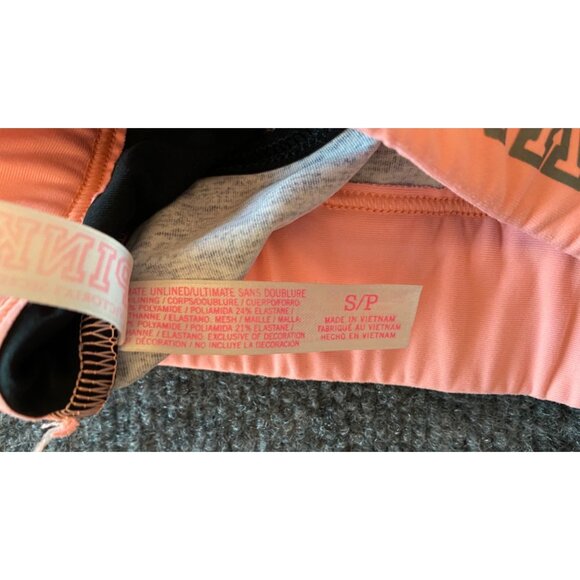 PINK
ATE UNLINED/ULTIMATE SANS DOUBLURE
LINING / CORPS/DOUBLURE / CUERPO/FORRO:
% POLYAMIDE / POLIAMIDA 24% ELASTANE /
THANNE / ELASTANO. MESH / MAILLE / MALLA:
% POLYAMIDE / POLIAMIDA 21% ELASTANE /
HANNE / ELASTANO. EXCLUSIVE OF DECORATION
DÉCORATION / NO INCLUYE LA DECORACIÓN
S/P
MADE IN VIETNAM
FABRIQUÉ AU VIETNAM
HECHO EN VIETNAM